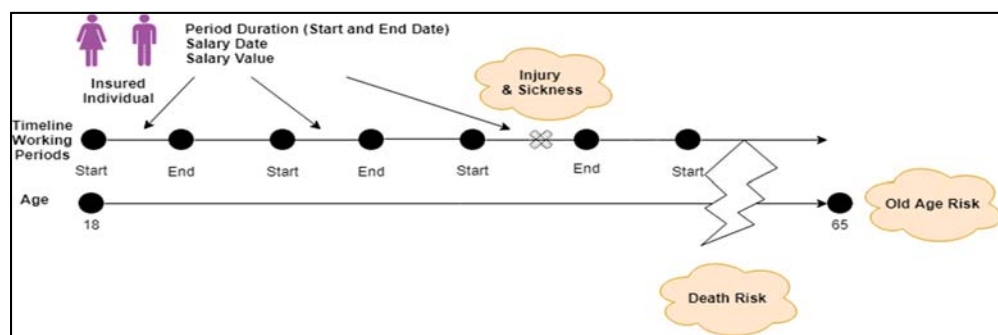 Period Duration (Start and End Date)
Salary Date
Salary Value
Insured
Individual
Injury
& Sickness
Timeline
Working
Periods
Start
End
Start
End
Start
End
Start
Age
18
65
Old Age Risk
Death Risk